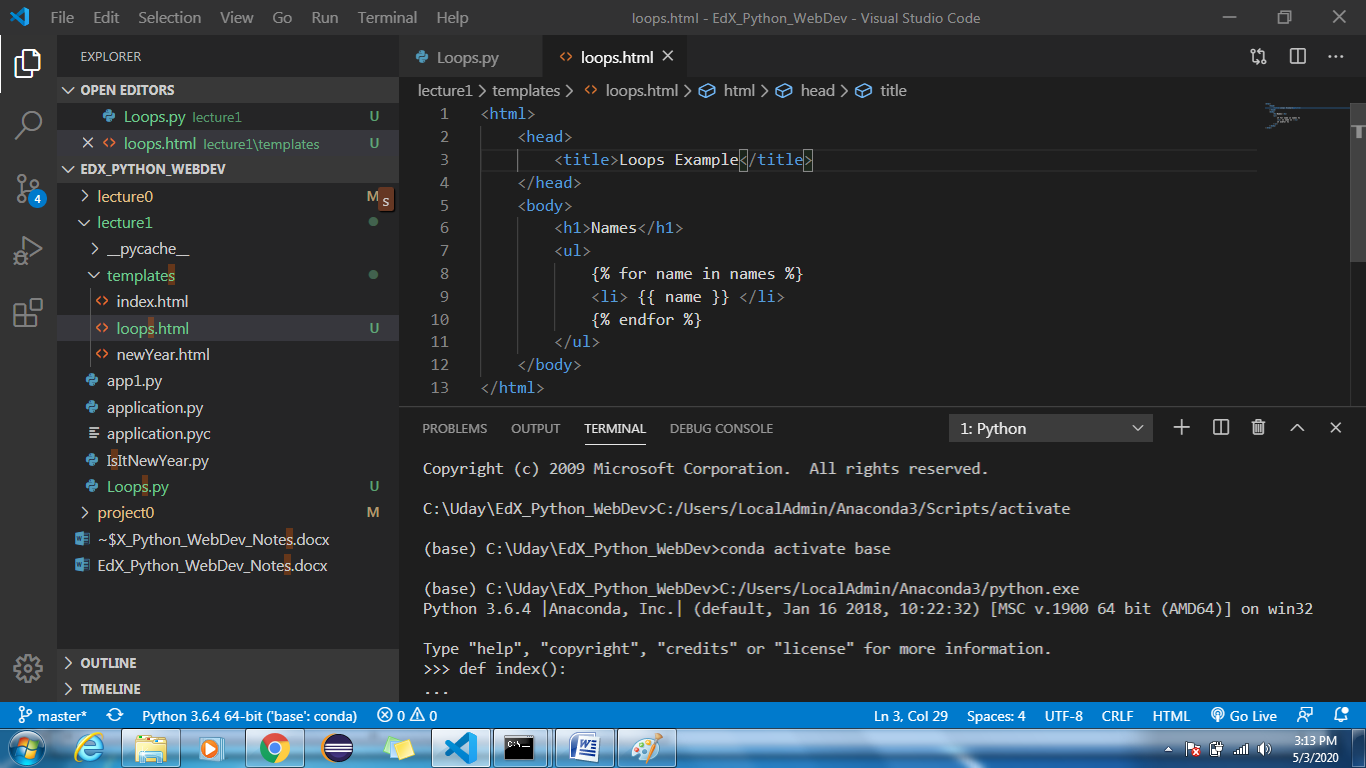 File Edit Selection View Go Run Terminal Help loops.html - EdX_Python_WebDev - Visual Studio Code
EXPLORER
OPEN EDITORS
Loops.py lecture1 U
loops.html lecture1\templates U
EDX_PYTHON_WEBDEV
lecture0 M
s
lecture1
__pycache__
templates
index.html
loops.html U
newYear.html
app1.py
application.py
application.pyc
IsItNewYear.py
Loops.py U
project0 M
~$X_Python_WebDev_Notes.docx
EdX_Python_WebDev_Notes.docx
OUTLINE
TIMELINE
4
Loops.py loops.html
lecture1 > templates > loops.html > html > head > title
1 <html>
2 <head>
3 <title>Loops Example</title>
4 </head>
5 <body>
6 <h1>Names</h1>
7 <ul>
8 {% for name in names %}
9 <li> {{ name }} </li>
10 {% endfor %}
11 </ul>
12 </body>
13 </html>
PROBLEMS OUTPUT TERMINAL DEBUG CONSOLE 1: Python
Copyright (c) 2009 Microsoft Corporation.  All rights reserved.
C:\Uday\EdX_Python_WebDev>C:/Users/LocalAdmin/Anaconda3/Scripts/activate
(base) C:\Uday\EdX_Python_WebDev>conda activate base
(base) C:\Uday\EdX_Python_WebDev>C:/Users/LocalAdmin/Anaconda3/python.exe
Python 3.6.4 |Anaconda, Inc.| (default, Jan 16 2018, 10:22:32) [MSC v.1900 64 bit (AMD64)] on win32
Type "help", "copyright", "credits" or "license" for more information.
>>> def index():
...
master* Python 3.6.4 64-bit ('base': conda) 0 0 Ln 3, Col 29 Spaces: 4 UTF-8 CRLF HTML Go Live
3:13 PM
5/3/2020